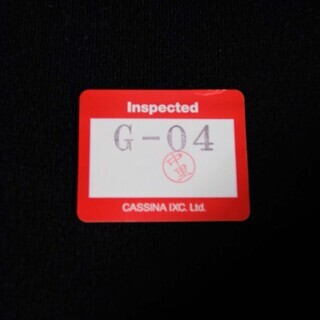 Inspected
G-04
CASSINA IXC. Ltd.